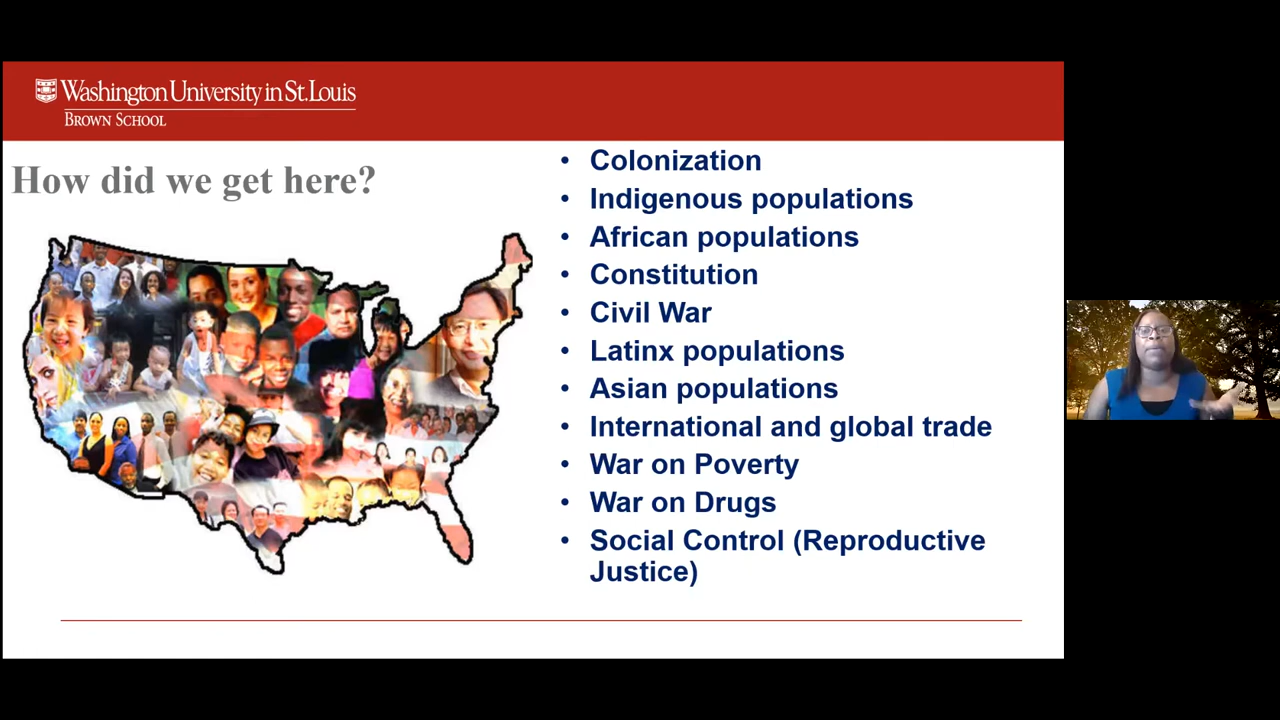 Washington University in St. Louis
BROWN SCHOOL
How did we get here?
• Colonization
• Indigenous populations
• African populations
• Constitution
• Civil War
• Latinx populations
• Asian populations
• International and global trade
• War on Poverty
• War on Drugs
• Social Control (Reproductive
Justice)